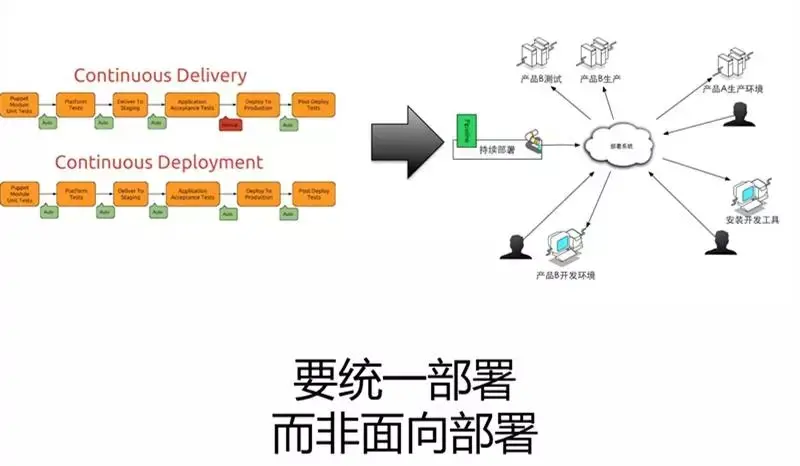 Continuous Delivery
Puppet
Module
Unit Tests
Platform
Tests
Deliver To
Staging
Application
Acceptance Tests
Deploy To
Production
Post Deploy
Tests
Auto
Auto
Auto
Manual
Auto
Continuous Deployment
Puppet
Module
Unit Tests
Platform
Tests
Deliver To
Staging
Application
Acceptance Tests
Deploy To
Production
Post Deploy
Tests
Auto
Auto
Auto
Auto
Auto
产品B测试
产品B生产
产品A生产环境
Pipeline
持续部署
部署系统
安装开发工具
产品B开发环境
要统一部署
而非面向部署